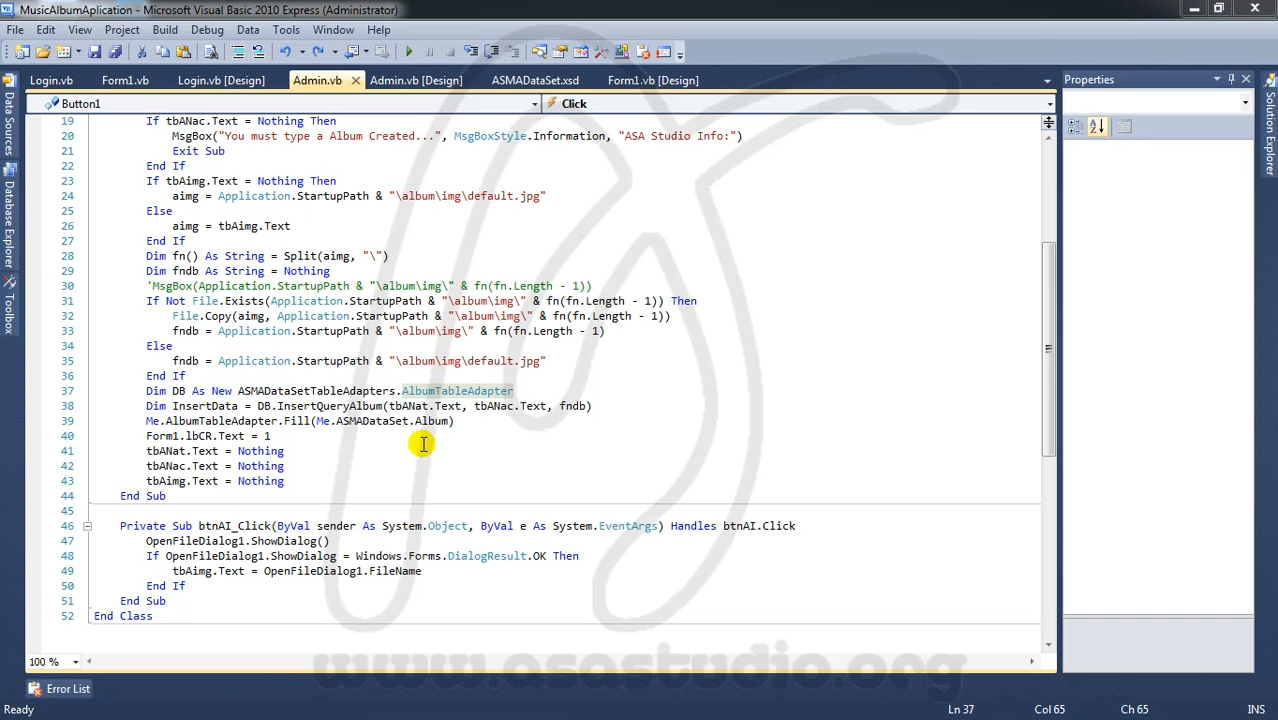 MusicAlbumAplication - Microsoft Visual Basic 2010 Express (Administrator)
File Edit View Project Build Debug Data Tools Window Help
Login.vb Form1.vb Login.vb [Design] Admin.vb Admin.vb [Design] ASMADataSet.xsd Form1.vb [Design] Properties
Button1 Click
19 If tbANac.Text = Nothing Then
20 MsgBox("You must type a Album Created...", MsgBoxStyle.Information, "ASA Studio Info:")
21 Exit Sub
22 End If
23 If tbAimg.Text = Nothing Then
24 aimg = Application.StartupPath & "\album\img\default.jpg"
25 Else
26 aimg = tbAimg.Text
27 End If
28 Dim fn() As String = Split(aimg, "\")
29 Dim fndb As String = Nothing
30 'MsgBox(Application.StartupPath & "\album\img\" & fn(fn.Length - 1))
31 If Not File.Exists(Application.StartupPath & "\album\img\" & fn(fn.Length - 1)) Then
32 File.Copy(aimg, Application.StartupPath & "\album\img\" & fn(fn.Length - 1))
33 fndb = Application.StartupPath & "\album\img\" & fn(fn.Length - 1)
34 Else
35 fndb = Application.StartupPath & "\album\img\default.jpg"
36 End If
37 Dim DB As New ASMADataSetTableAdapters.AlbumTableAdapter
38 Dim InsertData = DB.InsertQueryAlbum(tbANat.Text, tbANac.Text, fndb)
39 Me.AlbumTableAdapter.Fill(Me.ASMADataSet.Album)
40 Form1.lbCR.Text = 1
41 tbANat.Text = Nothing
42 tbANac.Text = Nothing
43 tbAimg.Text = Nothing
44 End Sub
45
46 Private Sub btnAI_Click(ByVal sender As System.Object, ByVal e As System.EventArgs) Handles btnAI.Click
47 OpenFileDialog1.ShowDialog()
48 If OpenFileDialog1.ShowDialog = Windows.Forms.DialogResult.OK Then
49 tbAimg.Text = OpenFileDialog1.FileName
50 End If
51 End Sub
52 End Class
Data Sources
Database Explorer
Toolbox
Solution Explorer
100 %
www.asastudio.org
Error List
Ready Ln 37 Col 65 Ch 65 INS